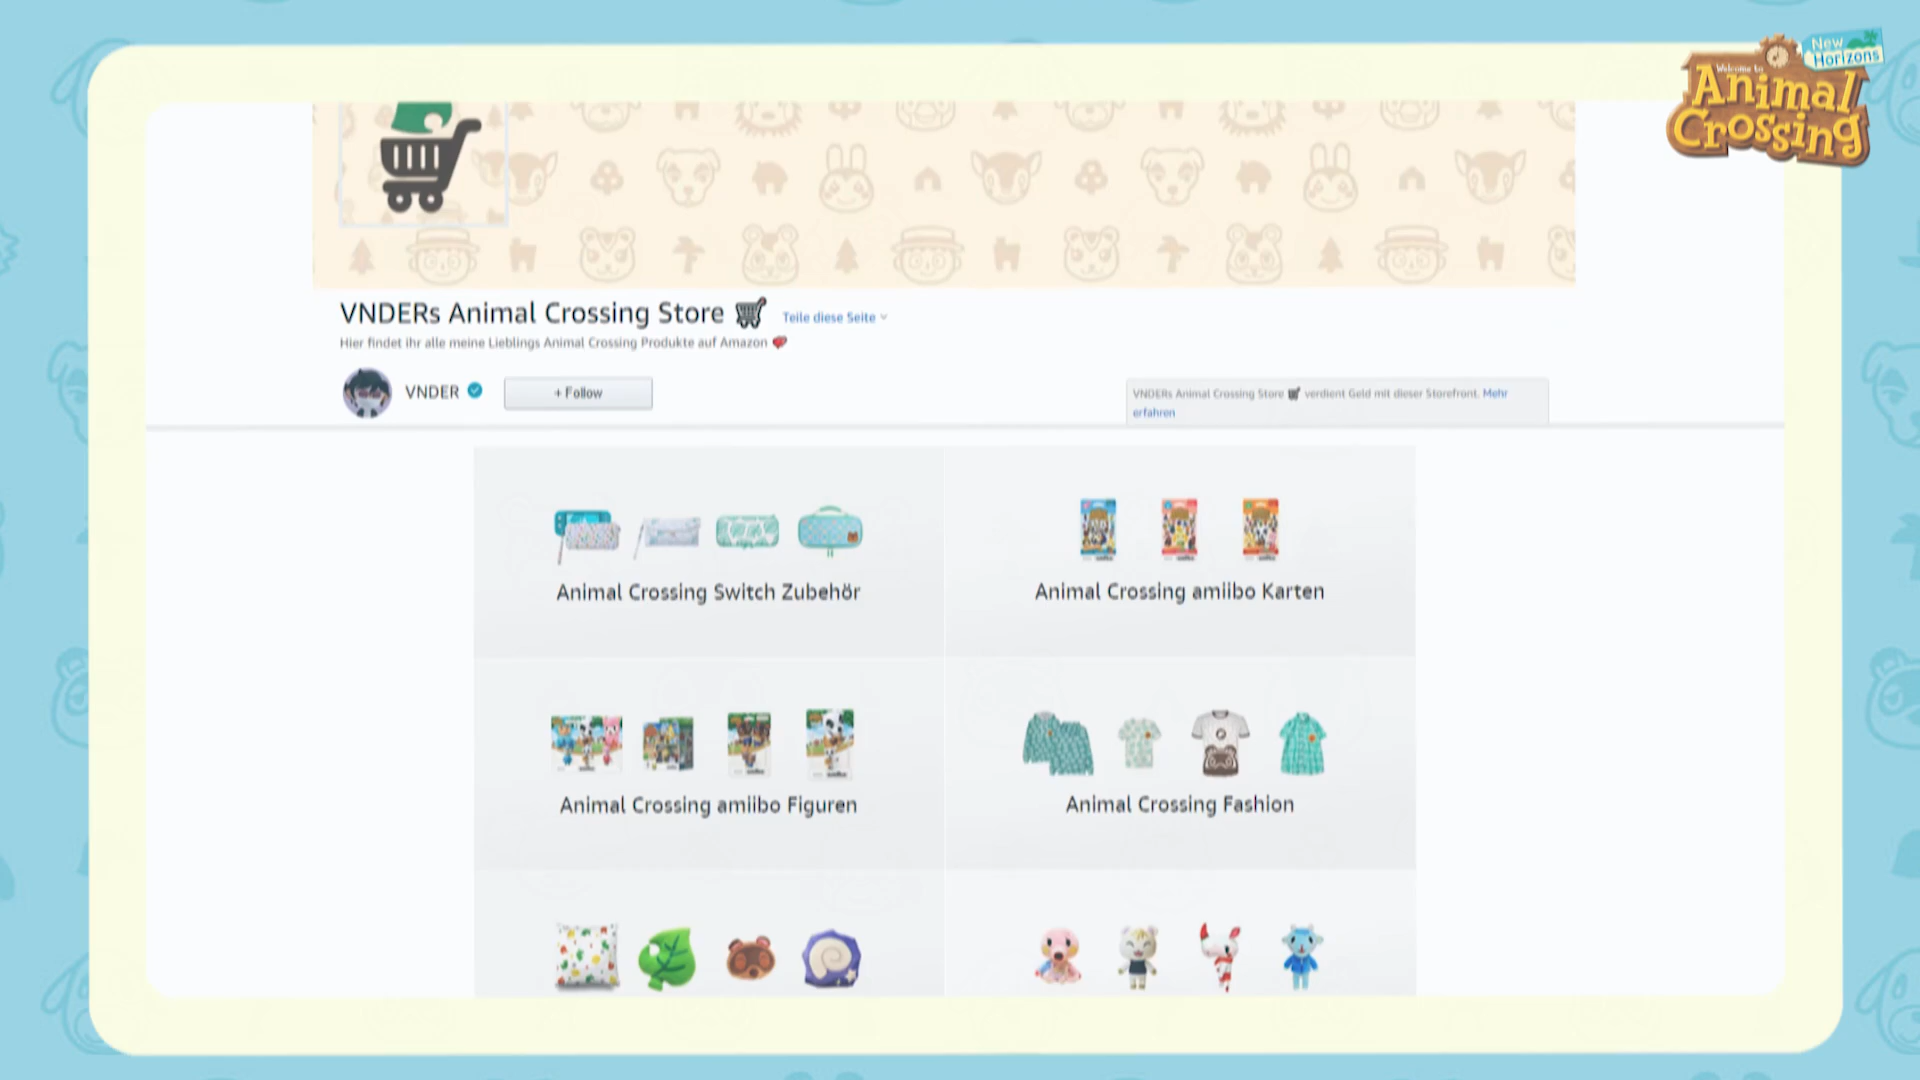 New
Horizons
Welcome to
Animal
Crossing
VNDERs Animal Crossing Store
Teile diese Seite
Hier findet ihr alle meine Lieblings Animal Crossing Produkte auf Amazon
VNDER
+ Follow
VNDERs Animal Crossing Store verdient Geld mit dieser Storefront. Mehr
erfahren
Animal Crossing Switch Zubehör
Animal Crossing amiibo Karten
Animal Crossing amiibo Figuren
Animal Crossing Fashion